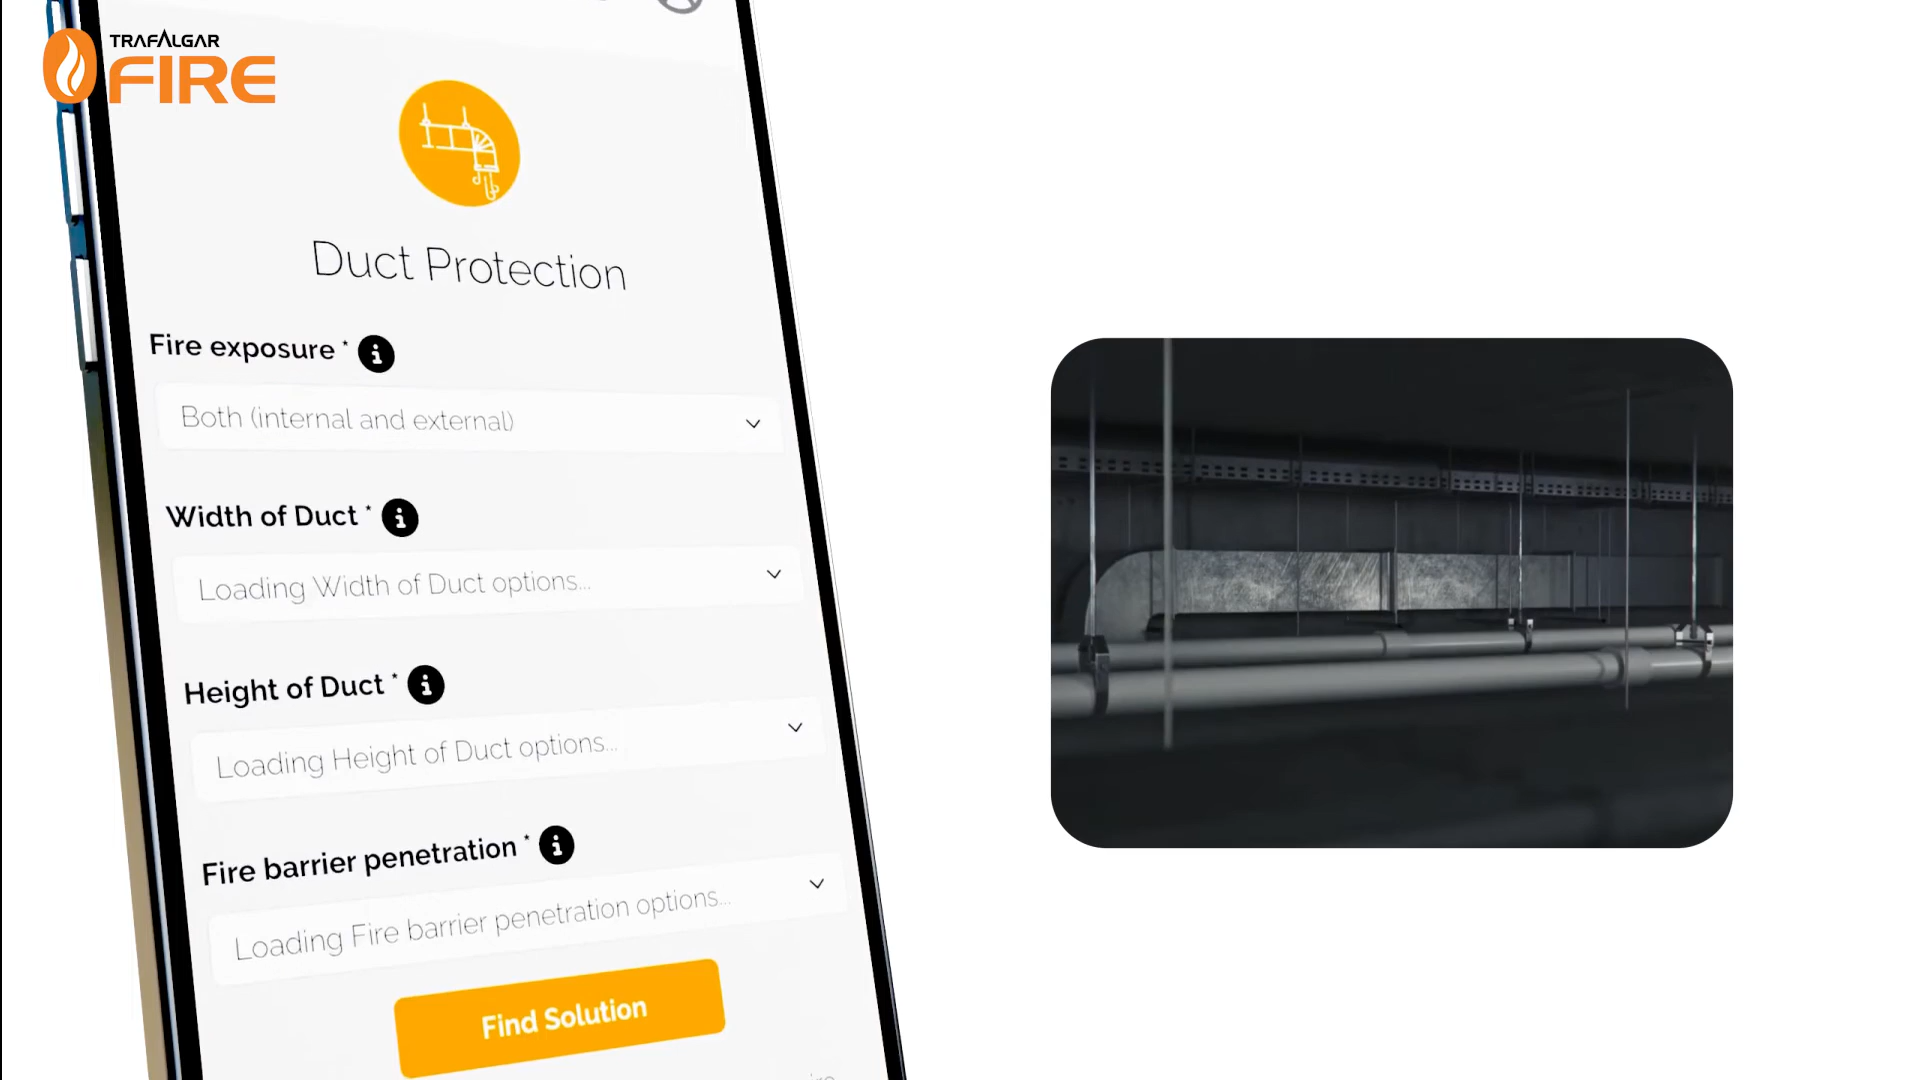 TRAFALGAR
FIRE
Duct Protection
Fire exposure *
Both (internal and external)
Width of Duct *
Loading Width of Duct options...
Height of Duct *
Loading Height of Duct options...
Fire barrier penetration *
Loading Fire barrier penetration options...
Find Solution